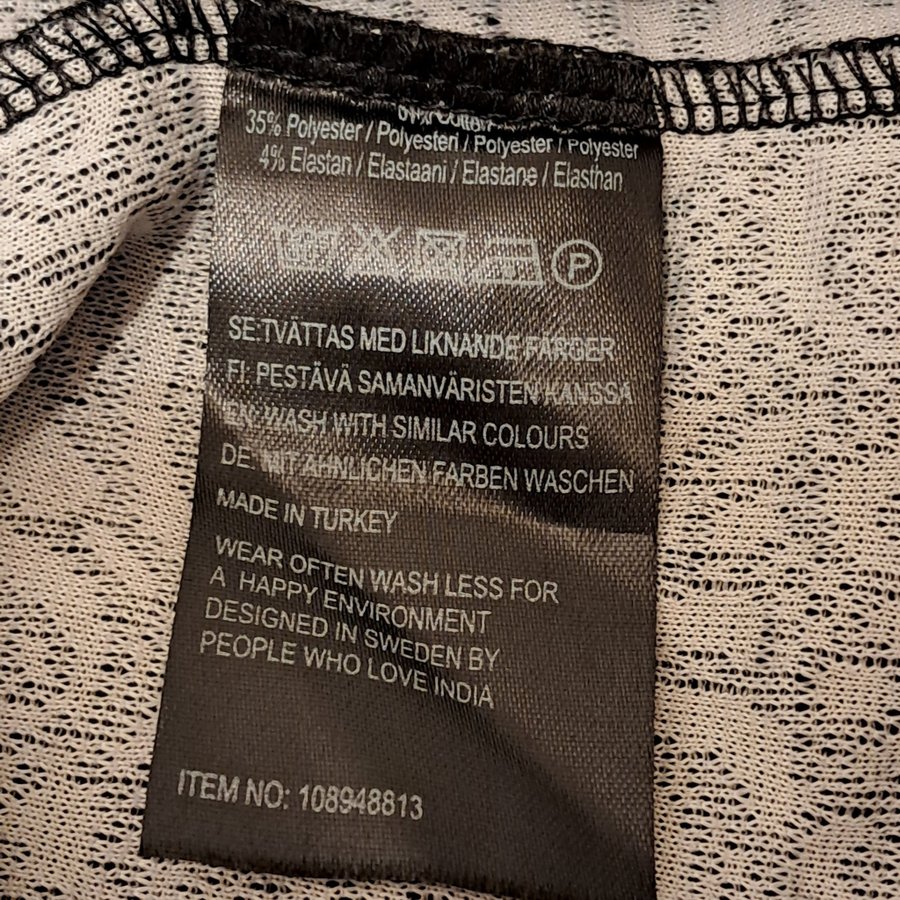 35% Polyester / Polyesteri / Polyester / Polyester
4% Elastan / Elastaani / Elastane / Elasthan
P
SE:TVÄTTAS MED LIKNANDE FÄRGER
FI: PESTÄVÄ SAMANVÄRISTEN KANSSA
EN:WASH WITH SIMILAR COLOURS
DE: MIT ÄHNLICHEN FARBEN WASCHEN
MADE IN TURKEY
WEAR OFTEN WASH LESS FOR
A HAPPY ENVIRONMENT
DESIGNED IN SWEDEN BY
PEOPLE WHO LOVE INDIA
ITEM NO: 108948813